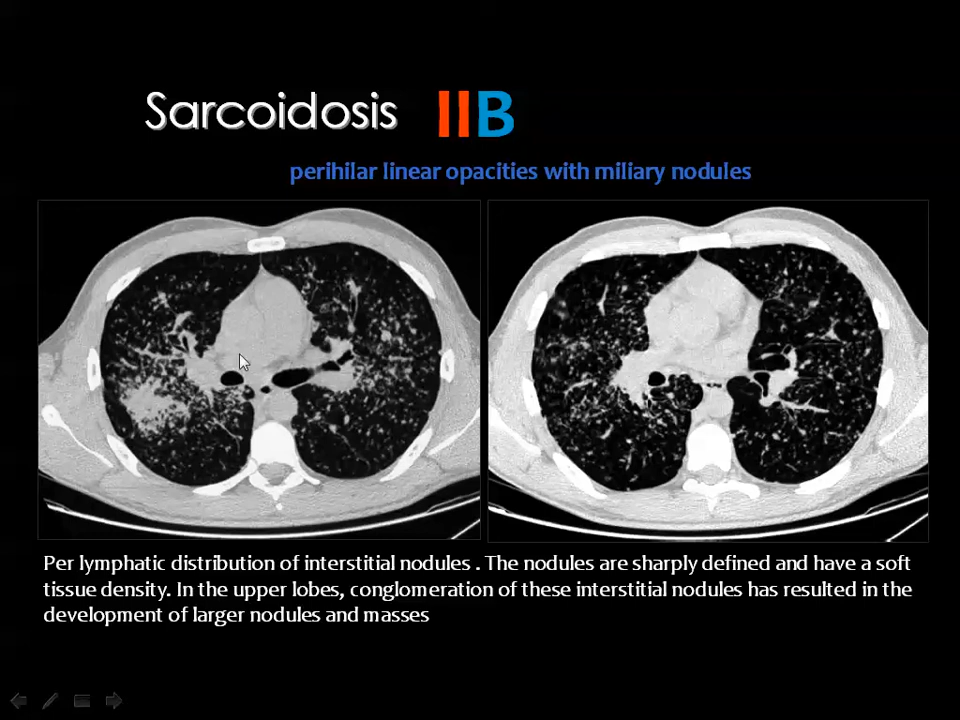 Sarcoidosis IIB
perihilar linear opacities with miliary nodules
Per lymphatic distribution of interstitial nodules . The nodules are sharply defined and have a soft
tissue density. In the upper lobes, conglomeration of these interstitial nodules has resulted in the
development of larger nodules and masses